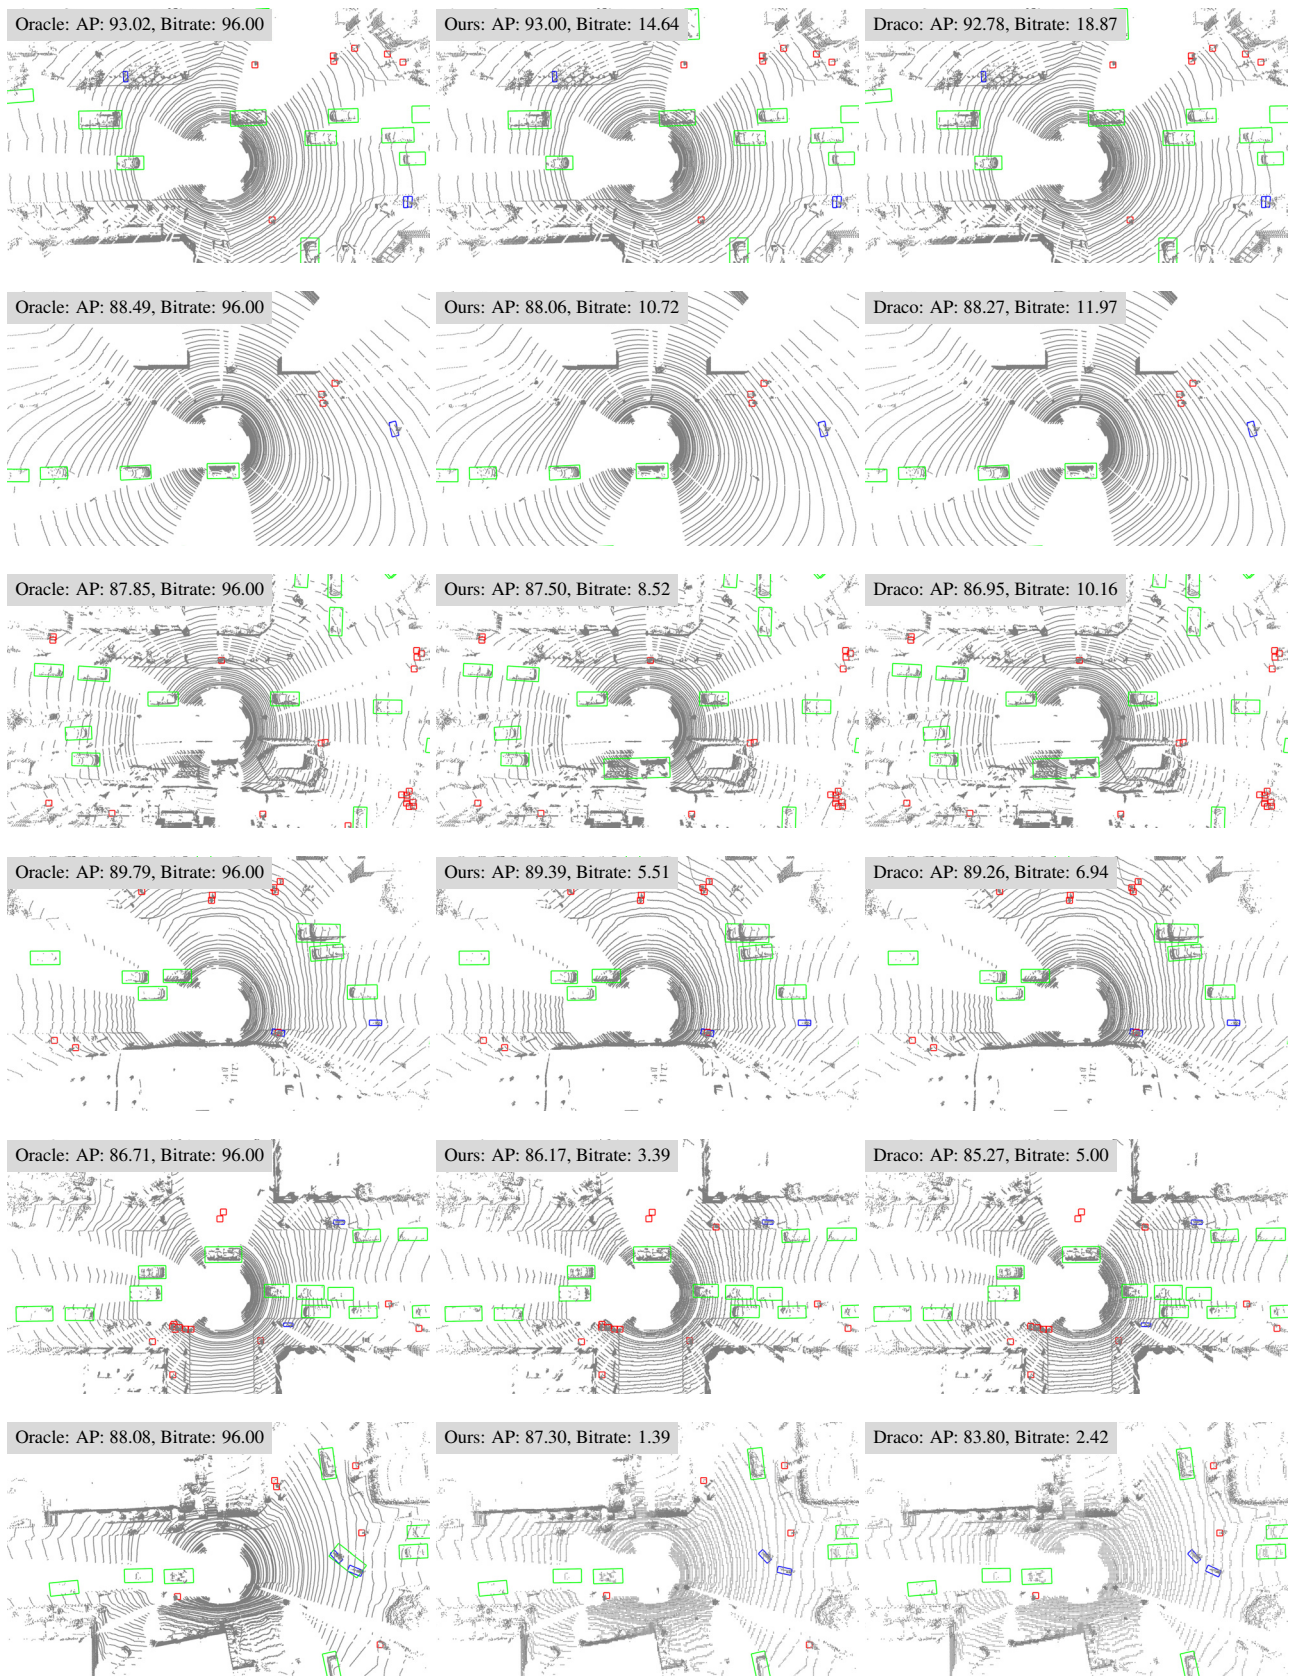 Oracle: AP: 93.02, Bitrate: 96.00
Ours: AP: 93.00, Bitrate: 14.64
Draco: AP: 92.78, Bitrate: 18.87
Oracle: AP: 88.49, Bitrate: 96.00
Ours: AP: 88.06, Bitrate: 10.72
Draco: AP: 88.27, Bitrate: 11.97
Oracle: AP: 87.85, Bitrate: 96.00
Ours: AP: 87.50, Bitrate: 8.52
Draco: AP: 86.95, Bitrate: 10.16
Oracle: AP: 89.79, Bitrate: 96.00
Ours: AP: 89.39, Bitrate: 5.51
Draco: AP: 89.26, Bitrate: 6.94
Oracle: AP: 86.71, Bitrate: 96.00
Ours: AP: 86.17, Bitrate: 3.39
Draco: AP: 85.27, Bitrate: 5.00
Oracle: AP: 88.08, Bitrate: 96.00
Ours: AP: 87.30, Bitrate: 1.39
Draco: AP: 83.80, Bitrate: 2.42